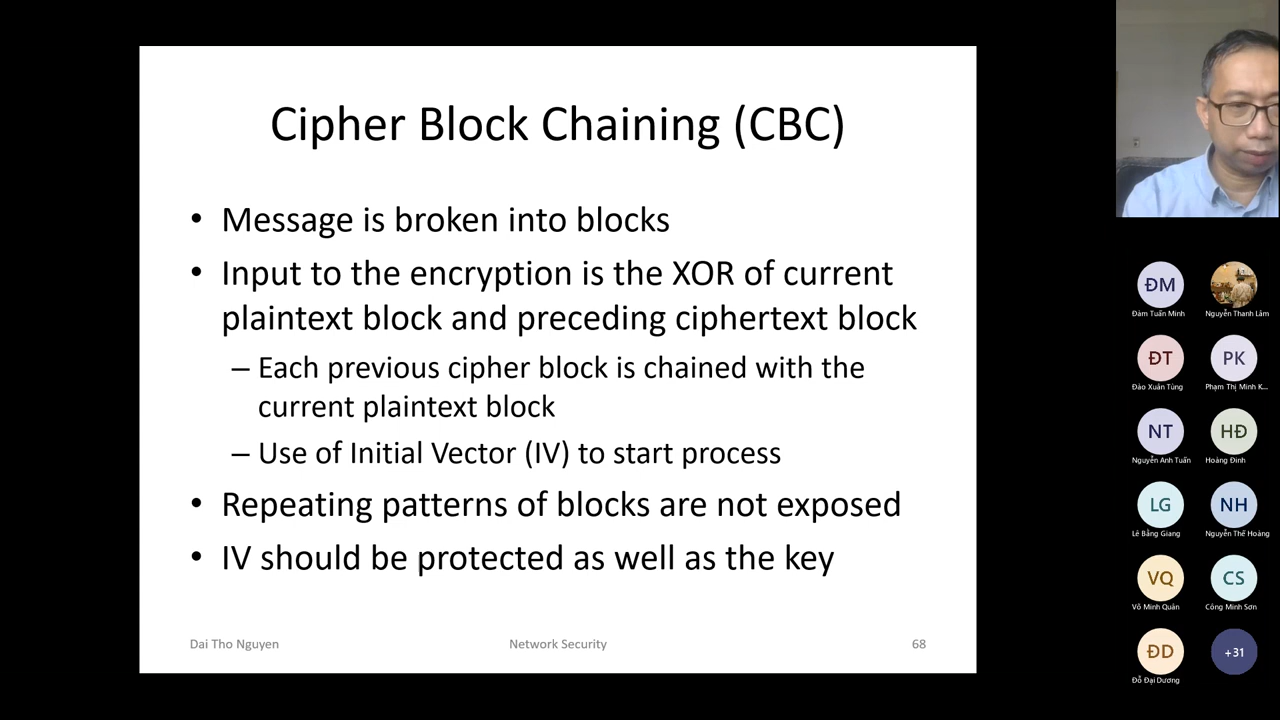 Cipher Block Chaining (CBC)
• Message is broken into blocks
• Input to the encryption is the XOR of current
plaintext block and preceding ciphertext block
– Each previous cipher block is chained with the
current plaintext block
– Use of Initial Vector (IV) to start process
• Repeating patterns of blocks are not exposed
• IV should be protected as well as the key
Dai Tho Nguyen
Network Security
68
ĐM
Đàm Tuấn Minh
Nguyễn Thanh Lâm
ĐT
Đào Xuân Tùng
PK
Phạm Thị Minh K...
NT
Nguyễn Anh Tuấn
HĐ
Hoàng Đinh
LG
Lê Bằng Giang
NH
Nguyễn Thế Hoàng
VQ
Võ Minh Quân
CS
Công Minh Sơn
ĐD
Đỗ Đại Dương
+31